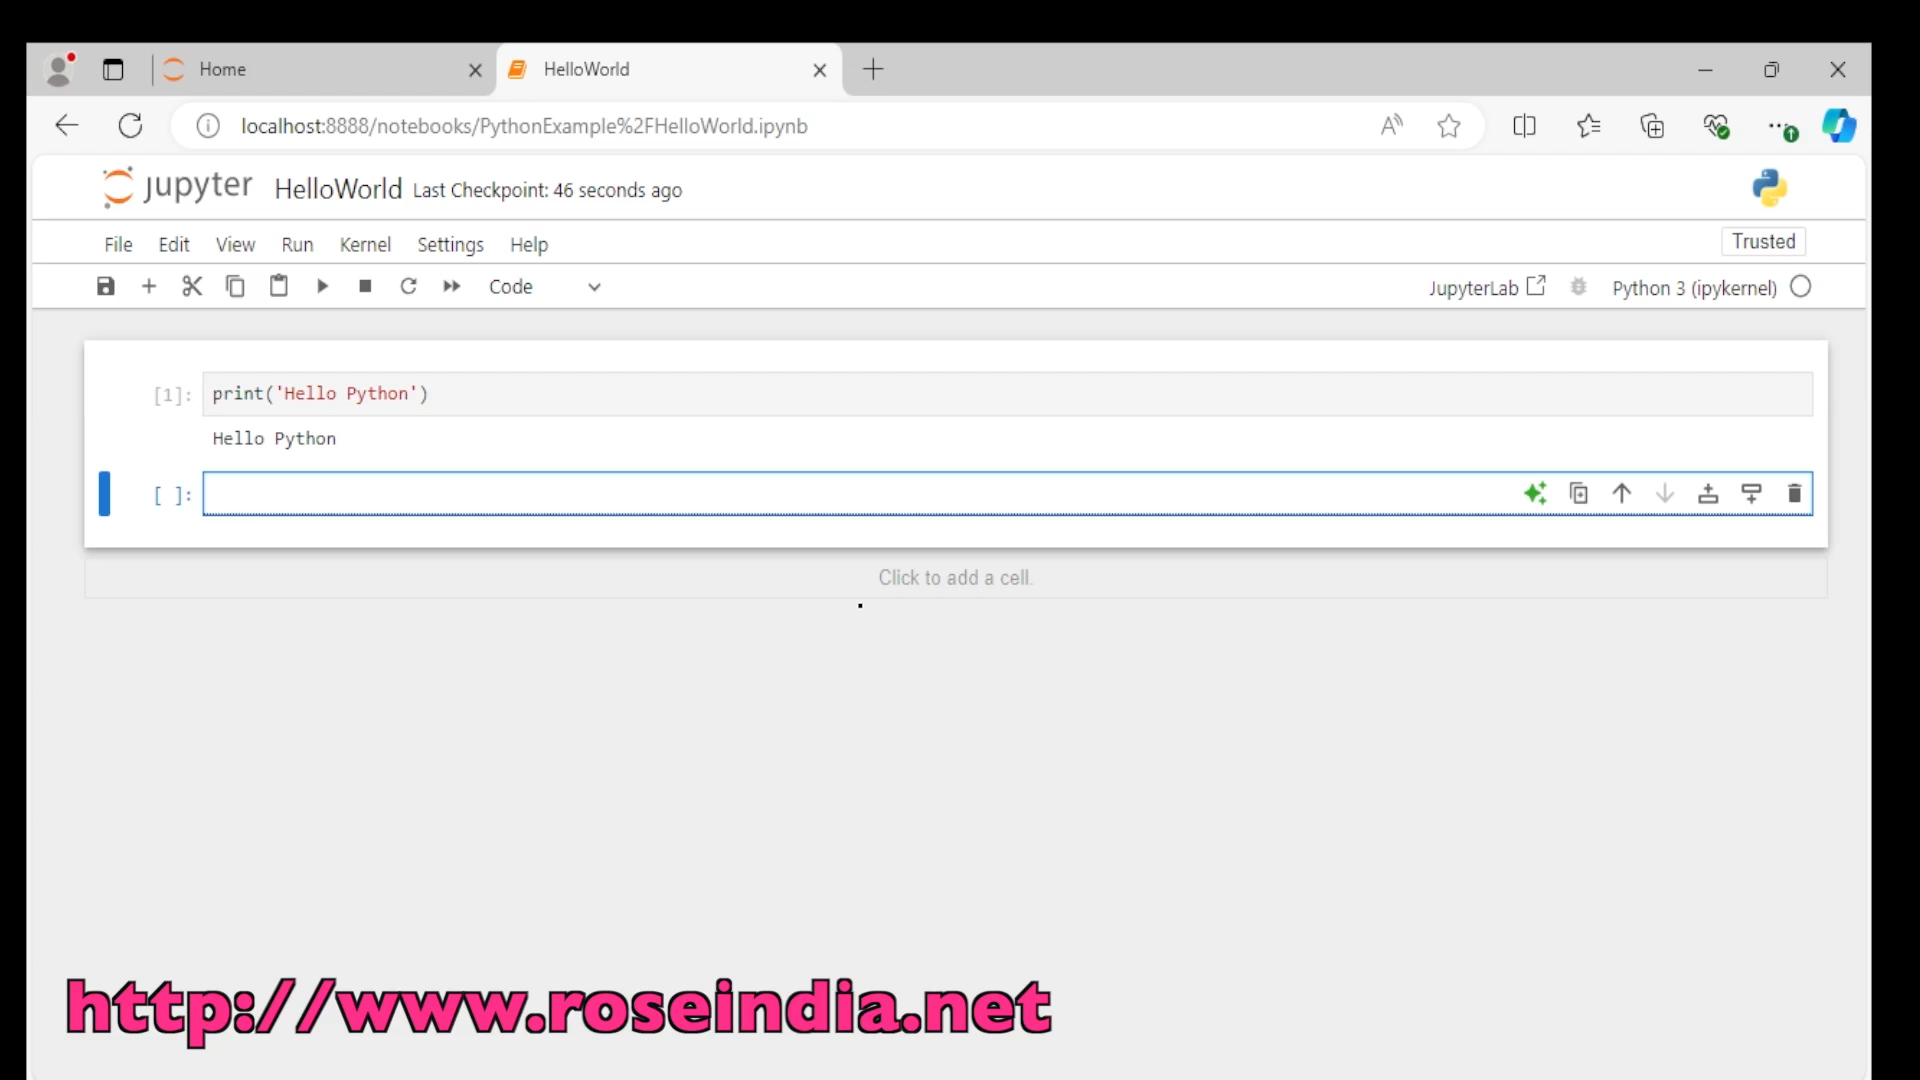 Home
HelloWorld
localhost:8888/notebooks/PythonExample%2FHelloWorld.ipynb
jupyter HelloWorld Last Checkpoint: 46 seconds ago
File Edit View Run Kernel Settings Help
Trusted
Code
JupyterLab
Python 3 (ipykernel)
[1]: print('Hello Python')
Hello Python
[ ]:
Click to add a cell.
http://www.roseindia.net